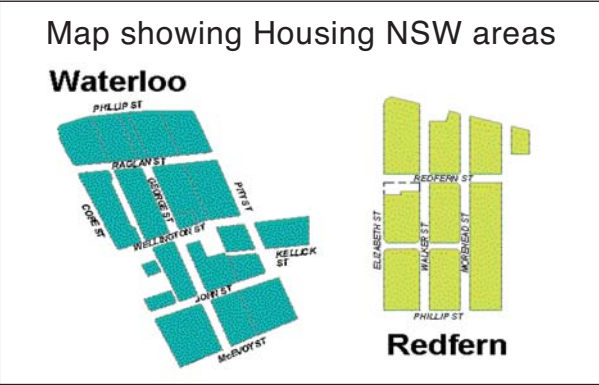 Map showing Housing NSW areas
Waterloo
PHILLIP ST
RAGLAN ST
COPE ST
GEORGE ST
PITT ST
WELLINGTON ST
KELLICK ST
JOHN ST
McEVOY ST
REDFERN ST
ELIZABETH ST
WALKER ST
MOREHEAD ST
PHILLIP ST
Redfern